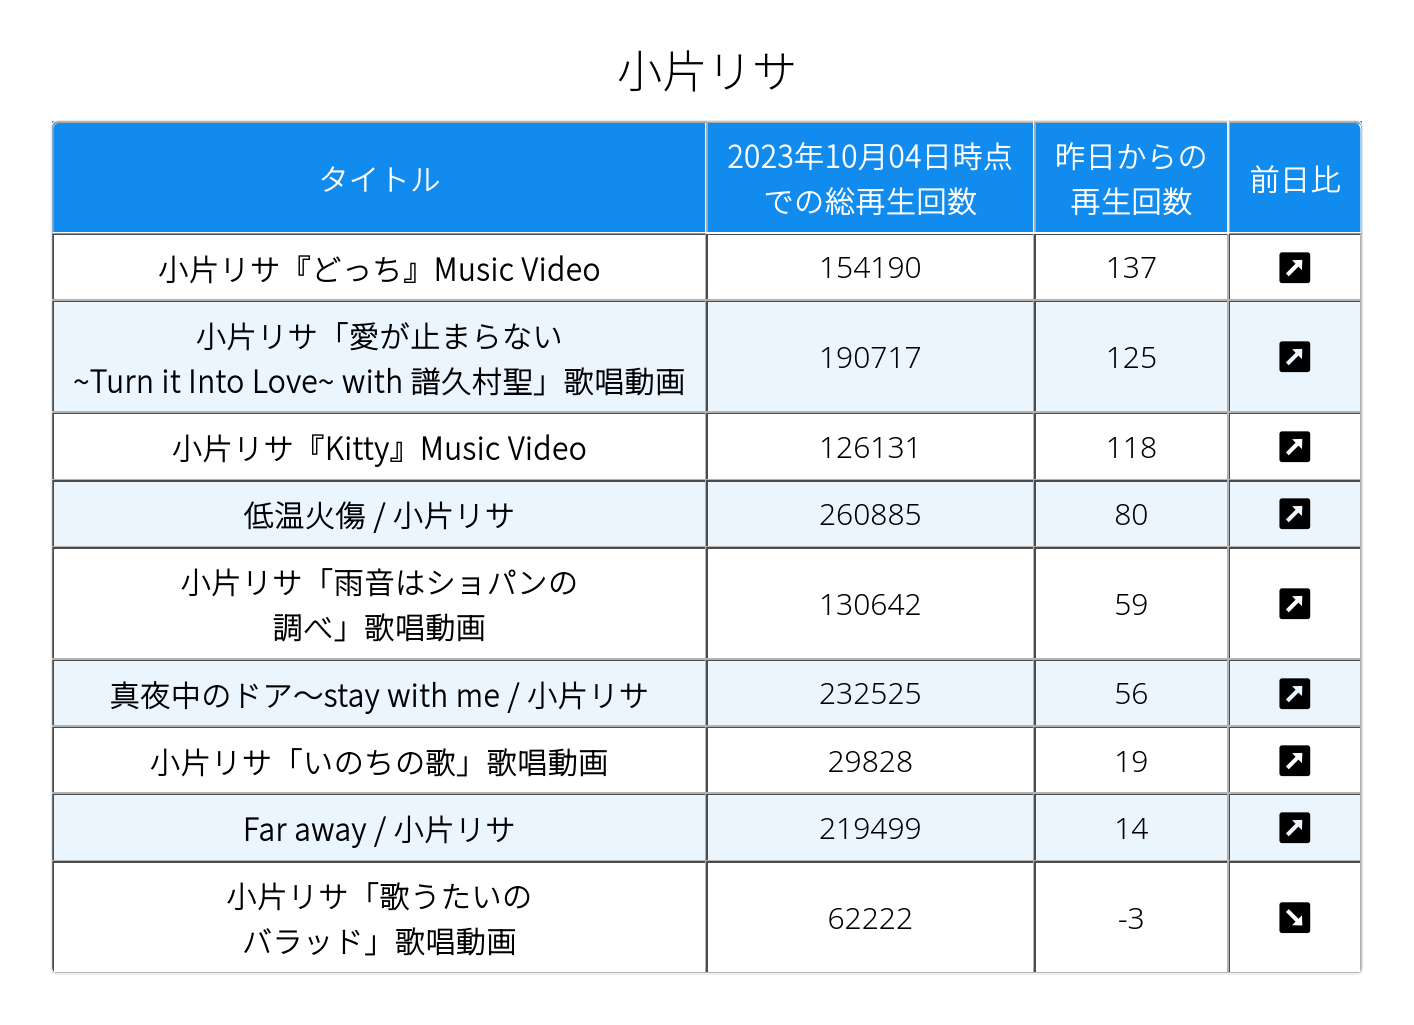 小片リサ
タイトル
2023年10月04日時点
での総再生回数
昨日からの
再生回数
前日比
小片リサ『どっち』Music Video
154190
137
小片リサ「愛が止まらない
~Turn it Into Love~ with 譜久村聖」歌唱動画
190717
125
小片リサ『Kitty』Music Video
126131
118
低温火傷 / 小片リサ
260885
80
小片リサ「雨音はショパンの
調べ」歌唱動画
130642
59
真夜中のドア〜stay with me / 小片リサ
232525
56
小片リサ「いのちの歌」歌唱動画
29828
19
Far away / 小片リサ
219499
14
小片リサ「歌うたいの
バラッド」歌唱動画
62222
-3